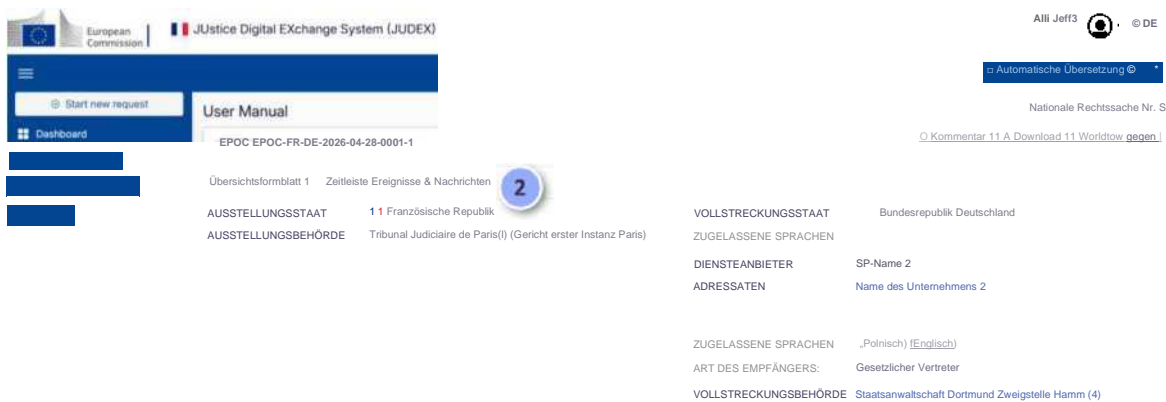 European
Commission
JUstice Digital EXchange System (JUDEX)
Alli Jeff3
© DE
Automatische Übersetzung © *
Start new request
User Manual
Nationale Rechtssache Nr. S
Dashboard
EPOC EPOC-FR-DE-2026-04-28-0001-1
O Kommentar 11 A Download 11 Worldtow gegen |
Übersichtsformblatt 1 Zeitleiste Ereignisse & Nachrichten
2
AUSSTELLUNGSSTAAT 1 1 Französische Republik
AUSSTELLUNGSBEHÖRDE Tribunal Judiciaire de Paris(l) (Gericht erster Instanz Paris)
VOLLSTRECKUNGSSTAAT Bundesrepublik Deutschland
ZUGELASSENE SPRACHEN
DIENSTEANBIETER SP-Name 2
ADRESSATEN Name des Unternehmens 2
ZUGELASSENE SPRACHEN „Polnisch) fEnglisch)
ART DES EMPFÄNGERS: Gesetzlicher Vertreter
VOLLSTRECKUNGSBEHÖRDE Staatsanwaltschaft Dortmund Zweigstelle Hamm (4)